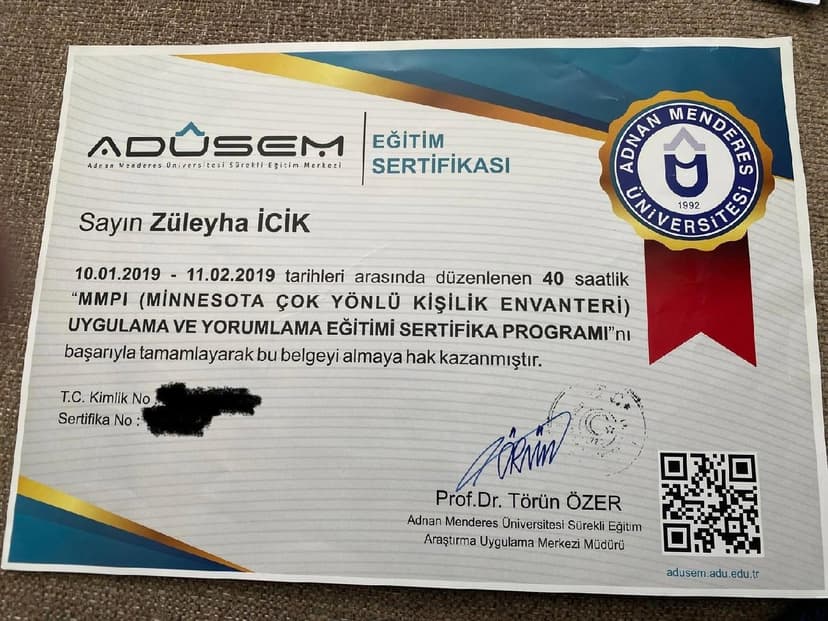 ADÜSEM
Adnan Menderes Üniversitesi Sürekli Eğitim Merkezi
EĞİTİM
SERTİFİKASI
ADNAN MENDERES
ÜNİVERSİTESİ
1992
Sayın Züleyha İCİK
10.01.2019 - 11.02.2019 tarihleri arasında düzenlenen 40 saatlik
"MMPI (MİNNESOTA ÇOK YÖNLÜ KİŞİLİK ENVANTERİ)
UYGULAMA VE YORUMLAMA EĞİTİMİ SERTİFİKA PROGRAMI"nı
başarıyla tamamlayarak bu belgeyi almaya hak kazanmıştır.
T.C. Kimlik No
Sertifika No :
Prof.Dr. Törün ÖZER
Adnan Menderes Üniversitesi Sürekli Eğitim
Araştırma Uygulama Merkezi Müdürü
adusem.adu.edu.tr